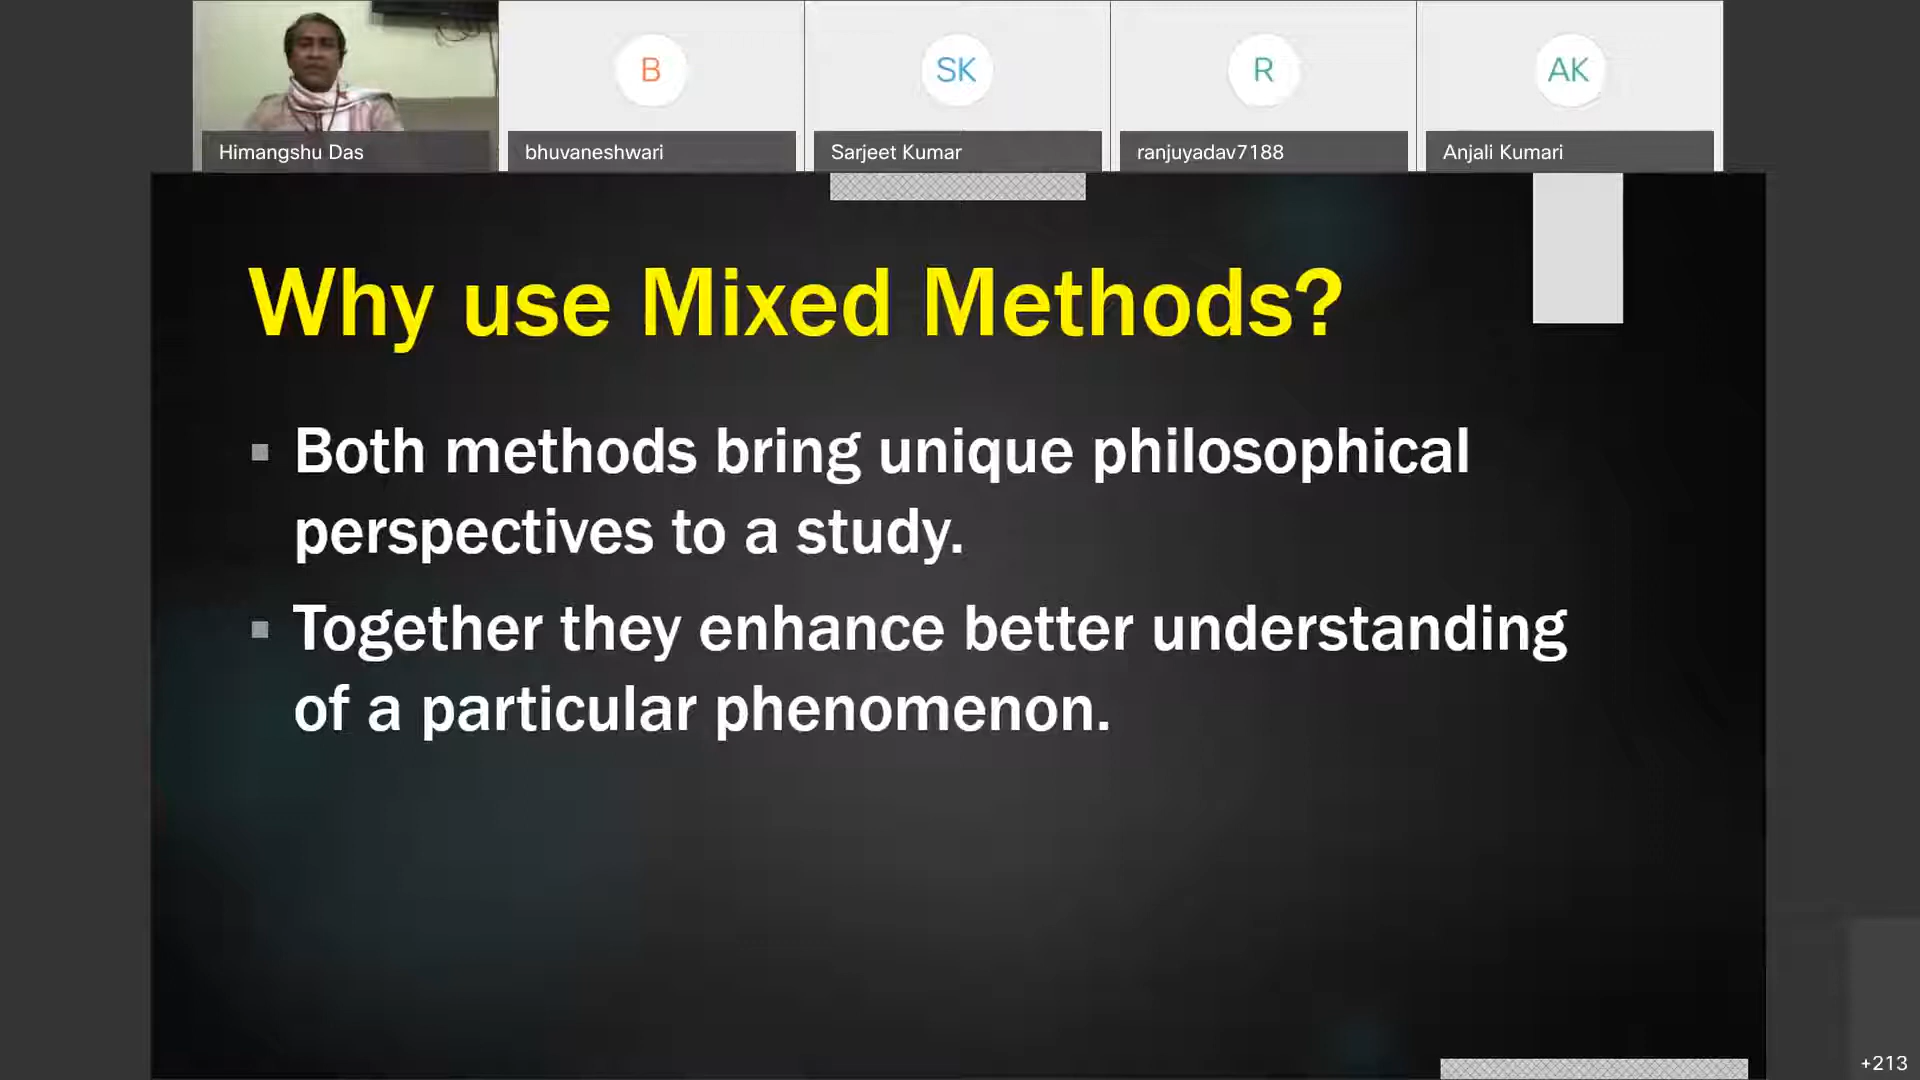 B
SK
R
AK
Himangshu Das
bhuvaneshwari
Sarjeet Kumar
ranjuyadav7188
Anjali Kumari
Why use Mixed Methods?
Both methods bring unique philosophical
perspectives to a study.
Together they enhance better understanding
of a particular phenomenon.
+213